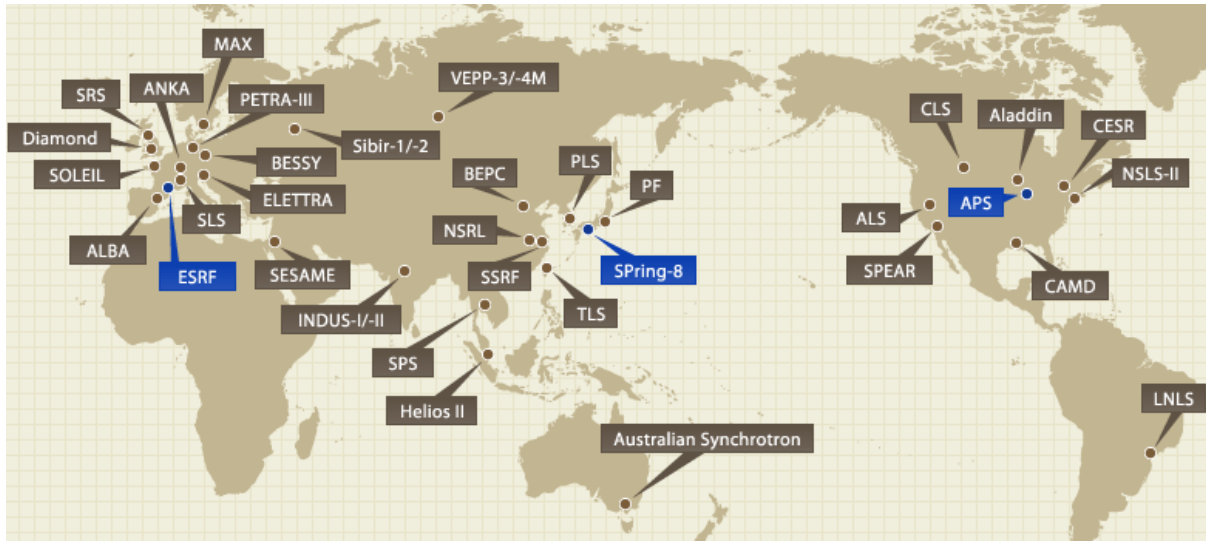 MAX
VEPP-3/-4M
ANKA
PETRA-III
SRS
CLS
Aladdin
CESR
Diamond
Sibir-1/-2
SOLEIL
BESSY
BEPC
PLS
PF
NSLS-II
ELETTRA
APS
ALS
SLS
NSRL
ALBA
ESRF
SESAME
SSRF
SPring-8
SPEAR
CAMD
INDUS-I/-II
TLS
SPS
Helios II
LNLS
Australian Synchrotron